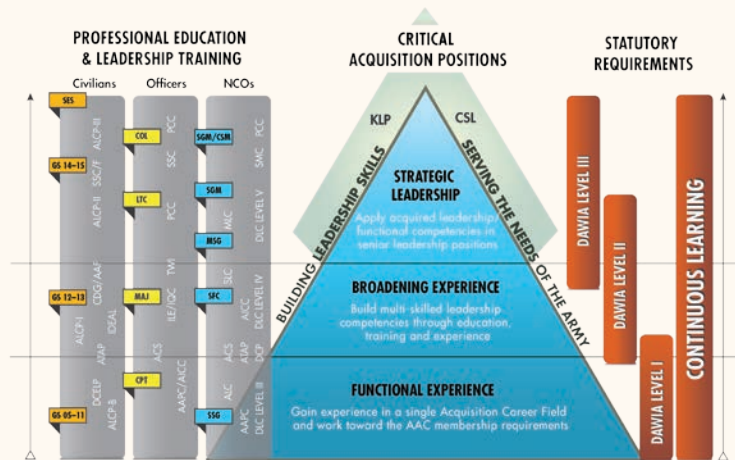 PROFESSIONAL EDUCATION
& LEADERSHIP TRAINING
Civilians
Officers
NCOs
SES
GS 14–15
GS 12–13
GS 05–11
ALCP-III
SSC/F
ALCP-II
CDG/AAF
ALCP-I
IDEAL
ATAP
DCELP
ALCP-B
COL
LTC
MAJ
CPT
PCC
SSC
PCC
TWI
ILE/IQC
ACS
AAPC/AICC
SGM/CSM
SGM
MSG
SFC
SSG
PCC
SMC
DLC LEVEL V
MLC
SLC
DLC LEVEL IV
AICC
ACS
ATAP
DCP
ALC
DLC LEVEL III
AAPC
CRITICAL
ACQUISITION POSITIONS
KLP
CSL
BUILDING LEADERSHIP SKILLS
SERVING THE NEEDS OF THE ARMY
STRATEGIC
LEADERSHIP
Apply acquired leadership/
functional competencies in
senior leadership positions
BROADENING EXPERIENCE
Build multi-skilled leadership
competencies through education,
training and experience
FUNCTIONAL EXPERIENCE
Gain experience in a single Acquisition Career Field
and work toward the AAC membership requirements
STATUTORY
REQUIREMENTS
DAWIA LEVEL III
DAWIA LEVEL II
DAWIA LEVEL I
CONTINUOUS LEARNING